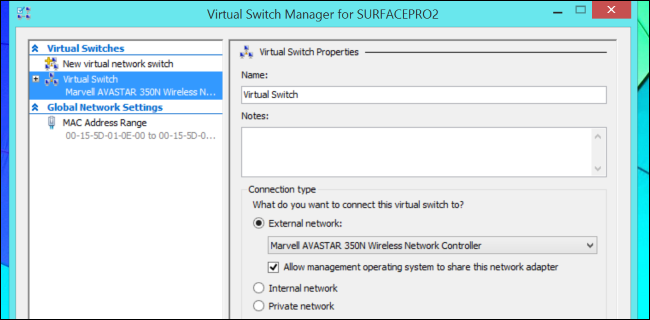 Virtual Switch Manager for SURFACEPRO2
Virtual Switches
New virtual network switch
Virtual Switch
Marvell AVASTAR 350N Wireless N...
Global Network Settings
MAC Address Range
00-15-5D-01-0E-00 to 00-15-5D-0...
Virtual Switch Properties
Name:
Virtual Switch
Notes:
Connection type
What do you want to connect this virtual switch to?
External network:
Marvell AVASTAR 350N Wireless Network Controller
Allow management operating system to share this network adapter
Internal network
Private network